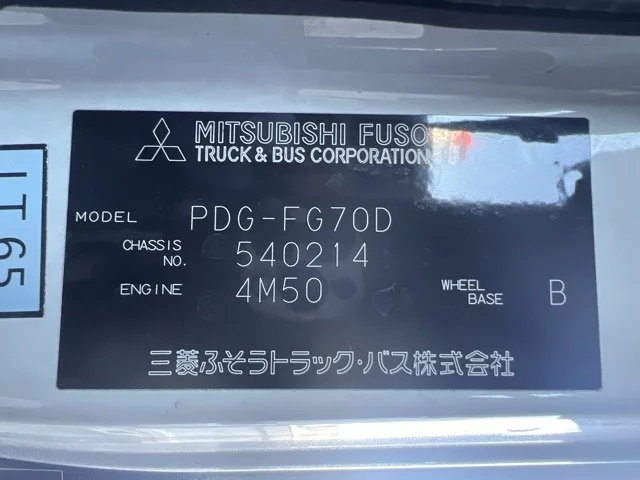 MITSUBISHI FUSO
TRUCK & BUS CORPORATION
MODEL PDG-FG70D
CHASSIS NO. 540214
ENGINE 4M50 WHEEL BASE B
三菱ふそうトラック・バス株式会社
LT65